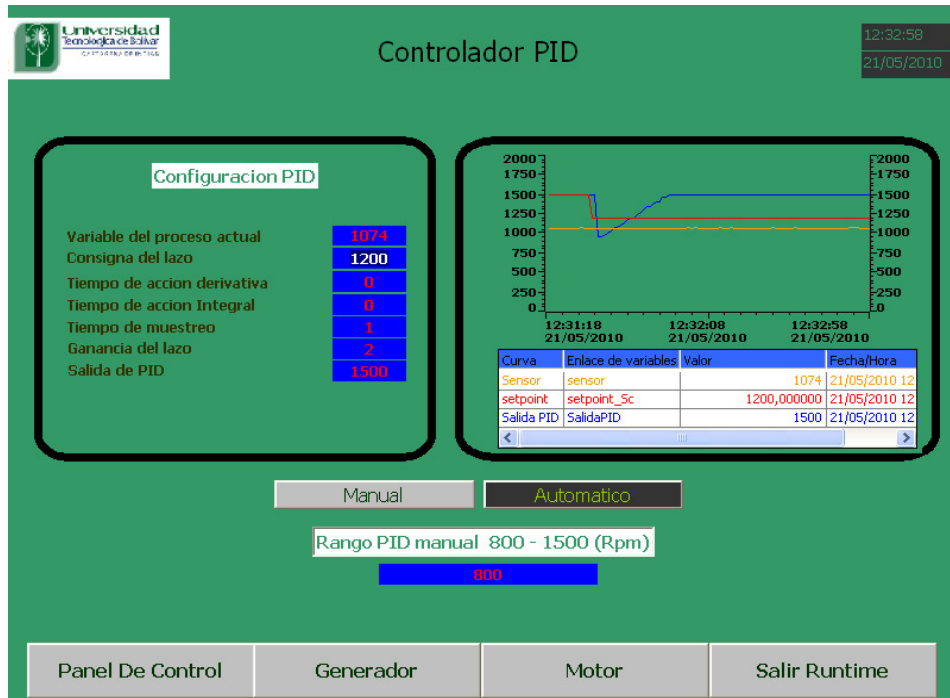 Universidad
Tecnológica de Bolívar
CARTAGENA DE INDIAS
Controlador PID
12:32:58
21/05/2010
Configuracion PID
Variable del proceso actual 1074
Consigna del lazo 1200
Tiempo de accion derivativa 0
Tiempo de accion Integral 0
Tiempo de muestreo 1
Ganancia del lazo 2
Salida de PID 1500
2000 2000
1750 1750
1500 1500
1250 1250
1000 1000
750 750
500 500
250 250
0 0
12:31:18 12:32:08 12:32:58
21/05/2010 21/05/2010 21/05/2010
Curva Enlace de variables Valor Fecha/Hora
Sensor sensor 1074 21/05/2010 12
setpoint setpoint_Sc 1200,000000 21/05/2010 12
Salida PID SalidaPID 1500 21/05/2010 12
Manual Automatico
Rango PID manual 800 - 1500 (Rpm)
800
Panel De Control Generador Motor Salir Runtime